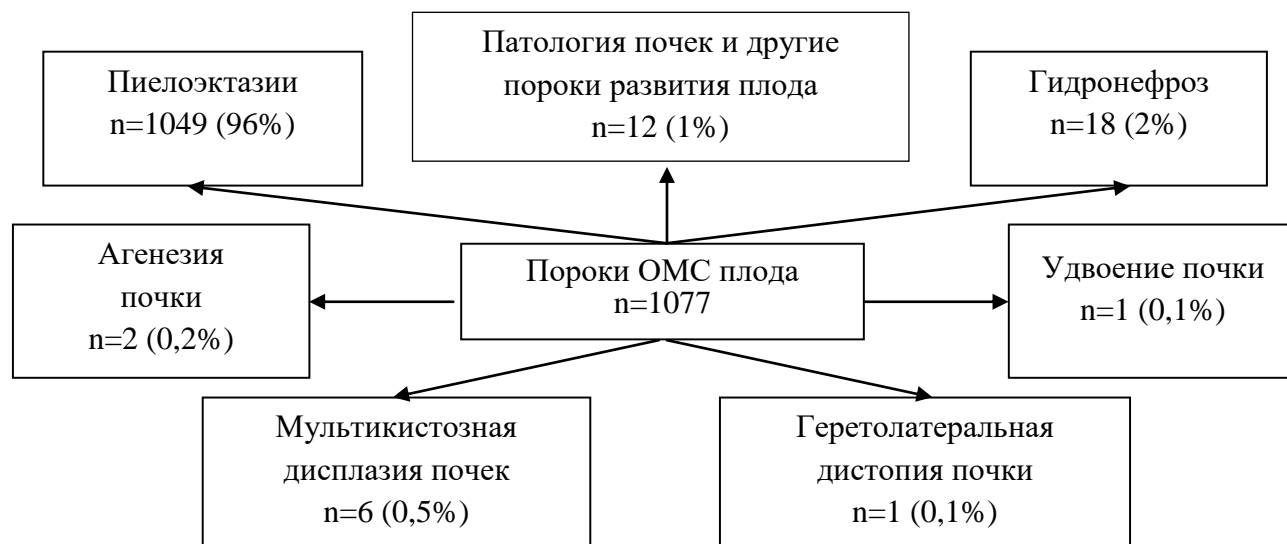 Пиелоэктазии
n=1049 (96%)
Патология почек и другие
пороки развития плода
n=12 (1%)
Гидронефроз
n=18 (2%)
Агенезия
почки
n=2 (0,2%)
Пороки ОМС плода
n=1077
Удвоение почки
n=1 (0,1%)
Мультикистозная
дисплазия почек
n=6 (0,5%)
Геретолатеральная
дистопия почки
n=1 (0,1%)